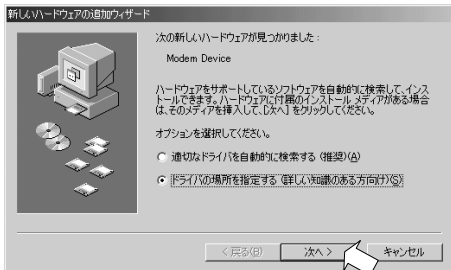 新しいハードウェアの追加ウィザード
次の新しいハードウェアが見つかりました :
Modem Device
ハードウェアをサポートしているソフトウェアを自動的に検索して、インス
トールできます。ハードウェアに付属のインストール メディアがある場合
は、そのメディアを挿入して、[次へ] をクリックしてください。
オプションを選択してください。
適切なドライバを自動的に検索する (推奨)(A)
ドライバの場所を指定する (詳しい知識のある方向け)(S)
< 戻る(B) 次へ > キャンセル